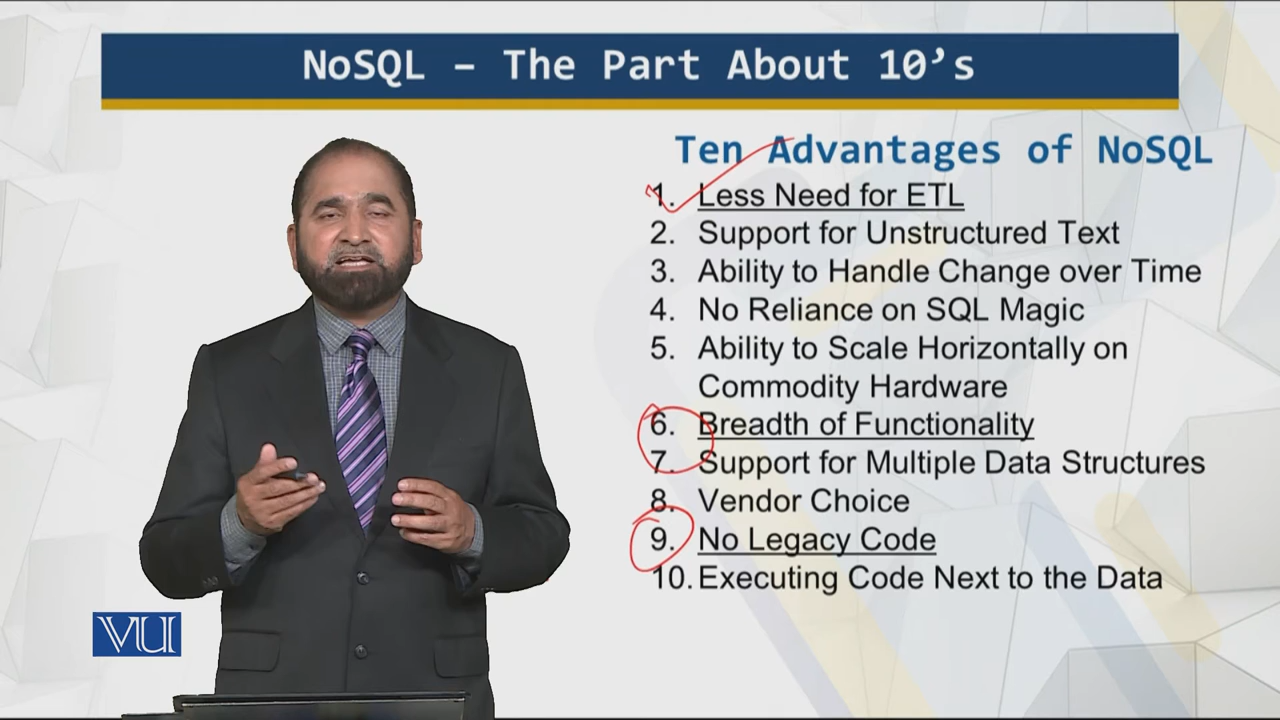 NoSQL – The Part About 10’s
Ten Advantages of NoSQL
1. Less Need for ETL
2. Support for Unstructured Text
3. Ability to Handle Change over Time
4. No Reliance on SQL Magic
5. Ability to Scale Horizontally on
Commodity Hardware
6. Breadth of Functionality
7. Support for Multiple Data Structures
8. Vendor Choice
9. No Legacy Code
10. Executing Code Next to the Data
VU